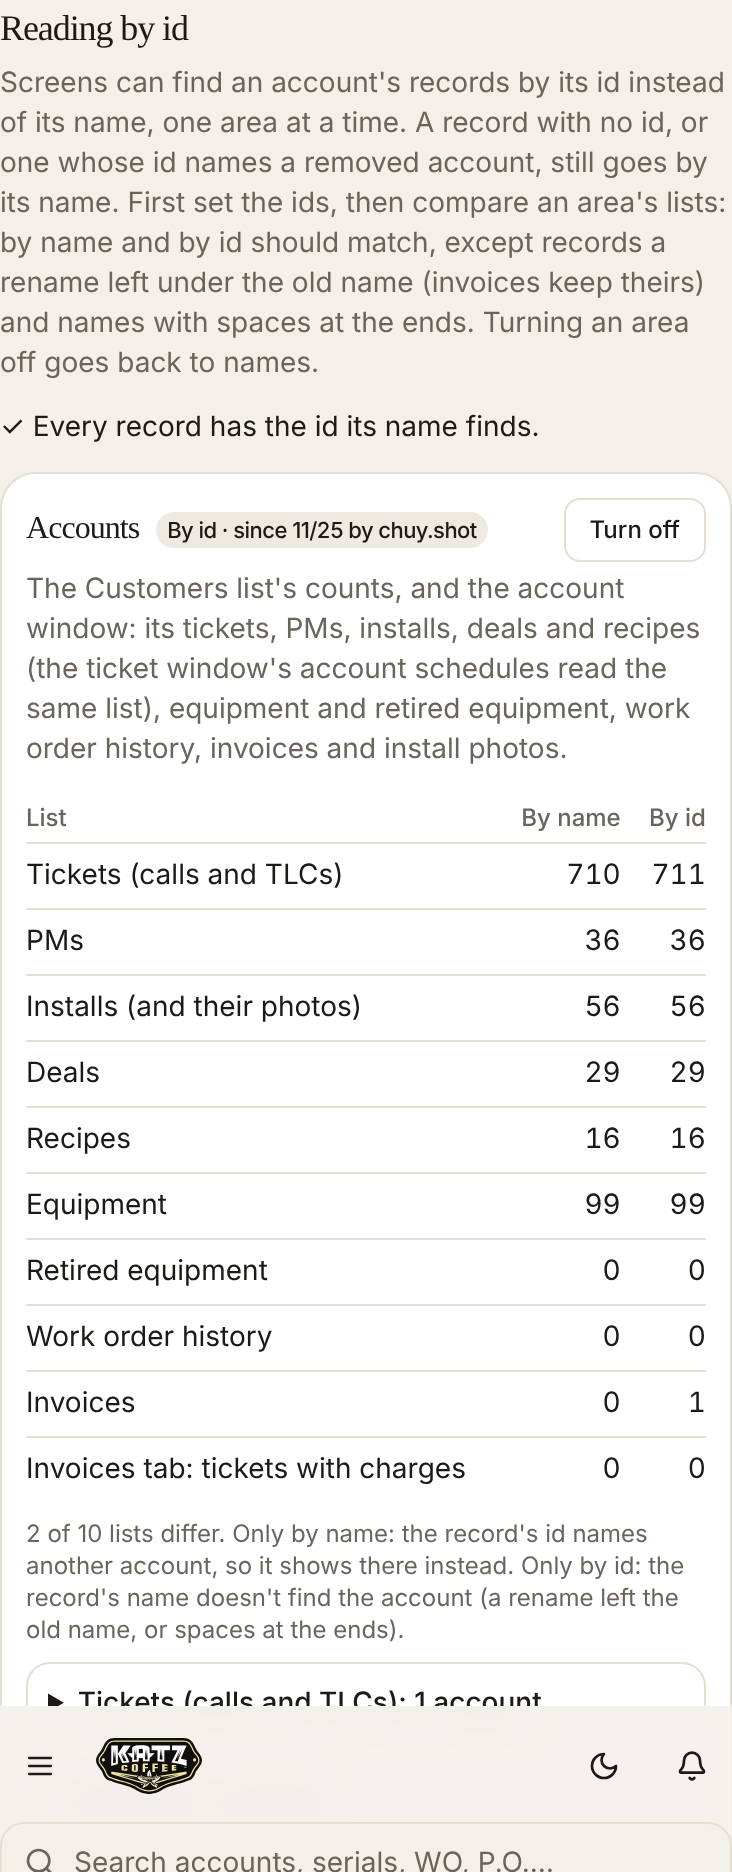 Reading by id
Screens can find an account's records by its id instead
of its name, one area at a time. A record with no id, or
one whose id names a removed account, still goes by
its name. First set the ids, then compare an area's lists:
by name and by id should match, except records a
rename left under the old name (invoices keep theirs)
and names with spaces at the ends. Turning an area
off goes back to names.
✓ Every record has the id its name finds.
Accounts By id · since 11/25 by chuy.shot Turn off
The Customers list's counts, and the account
window: its tickets, PMs, installs, deals and recipes
(the ticket window's account schedules read the
same list), equipment and retired equipment, work
order history, invoices and install photos.
List By name By id
Tickets (calls and TLCs) 710 711
PMs 36 36
Installs (and their photos) 56 56
Deals 29 29
Recipes 16 16
Equipment 99 99
Retired equipment 0 0
Work order history 0 0
Invoices 0 1
Invoices tab: tickets with charges 0 0
2 of 10 lists differ. Only by name: the record's id names
another account, so it shows there instead. Only by id: the
record's name doesn't find the account (a rename left the
old name, or spaces at the ends).
▶ Tickets (calls and TLCs): 1 account
KATZ
COFFEE
Search accounts, serials, WO, P.O....